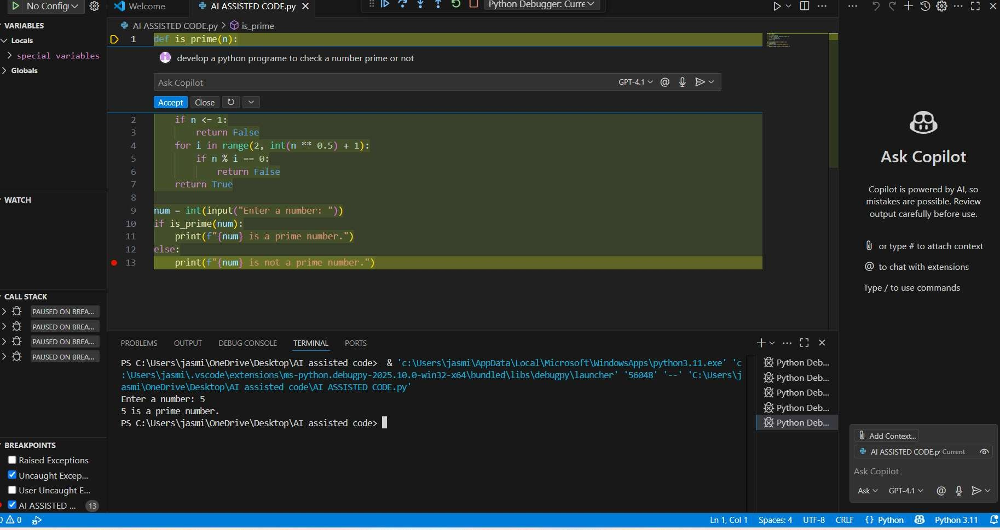 No Config
Welcome
AI ASSISTED CODE.py
Python Debugger: Curre
VARIABLES
Locals
special variables
Globals
WATCH
CALL STACK
PAUSED ON BREA...
PAUSED ON BREA...
PAUSED ON BREA...
PAUSED ON BREA...
BREAKPOINTS
Raised Exceptions
Uncaught Excep...
User Uncaught E...
AI ASSISTED ... 13
AI ASSISTED CODE.py > is_prime
1 def is_prime(n):
develop a python programe to check a number prime or not
Ask Copilot
GPT-4.1
Accept Close
2 if n <= 1:
3 return False
4 for i in range(2, int(n ** 0.5) + 1):
5 if n % i == 0:
6 return False
7 return True
8
9 num = int(input("Enter a number: "))
10 if is_prime(num):
11 print(f"{num} is a prime number.")
12 else:
13 print(f"{num} is not a prime number.")
PROBLEMS OUTPUT DEBUG CONSOLE TERMINAL PORTS
PS C:\Users\jasmi\OneDrive\Desktop\AI assisted code> & 'c:\Users\jasmi\AppData\Local\Microsoft\WindowsApps\python3.11.exe' 'c
:\Users\jasmi\.vscode\extensions\ms-python.debugpy-2025.10.0-win32-x64\bundled\libs\debugpy\launcher' '56048' '--' 'C:\Users\j
asmi\OneDrive\Desktop\AI assisted code\AI ASSISTED CODE.py'
Enter a number: 5
5 is a prime number.
PS C:\Users\jasmi\OneDrive\Desktop\AI assisted code>
Python Deb...
Python Deb...
Python Deb...
Python Deb...
Python Deb...
Ask Copilot
Copilot is powered by AI, so
mistakes are possible. Review
output carefully before use.
or type # to attach context
@ to chat with extensions
Type / to use commands
Add Context...
AI ASSISTED CODE.py Current
Ask Copilot
Ask GPT-4.1
0 0
Ln 1, Col 1 Spaces: 4 UTF-8 CRLF {} Python Python 3.11